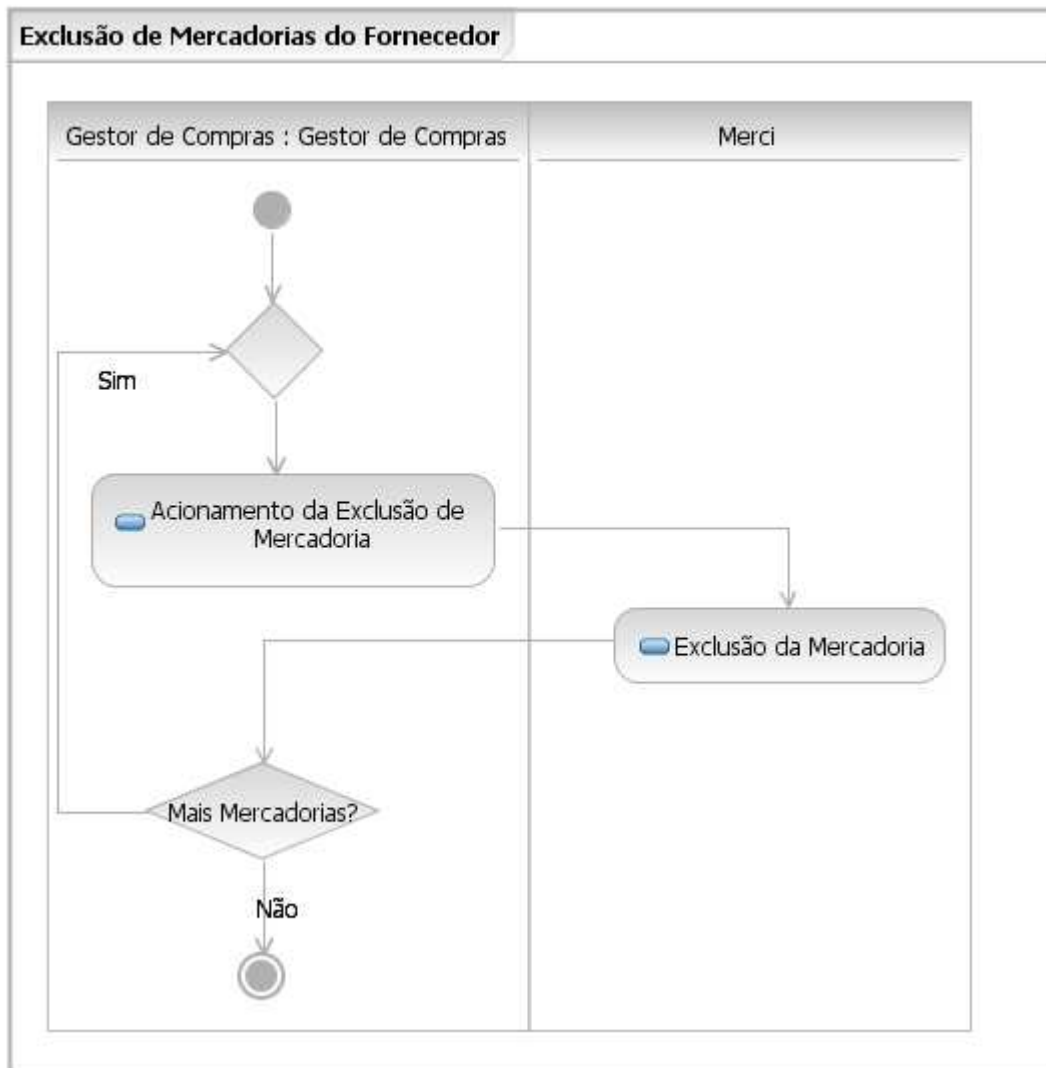 Exclusão de Mercadorias do Fornecedor
Gestor de Compras : Gestor de Compras
Merci
Sim
Acionamento da Exclusão de
Mercadoria
Exclusão da Mercadoria
Mais Mercadorias?
Não